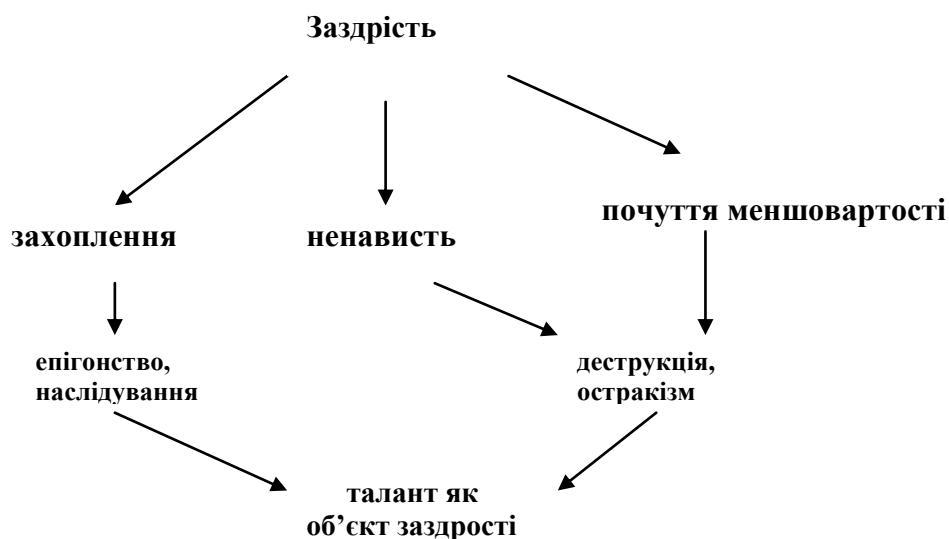 Заздрість
захоплення
ненависть
почуття меншовартості
епігонство,
наслідування
деструкція,
остракізм
талант як
об’єкт заздрості